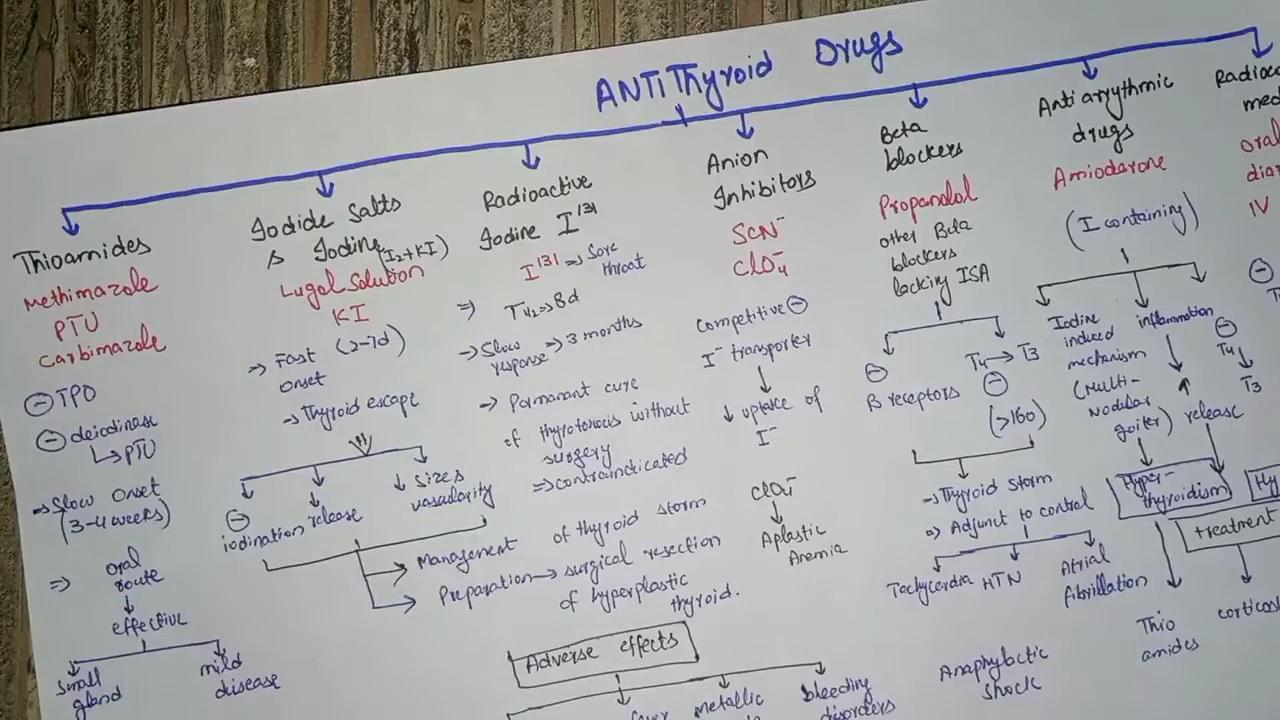 ANTIThyroid Drugs
Thioamides
Methimazole
PTU
Carbimazole
⊖ TPO
⊖ deiodinase
↳ PTU
⇒ Slow Onset
(3-4 weeks)
⇒ oral
route
↓
effective
small
gland
mild
disease
Iodide Salts
& Iodine (I2+KI)
Lugol Solution
KI
→ Fast (2-7d)
onset
→ Thyroid escape
⊖
iodination
release
↓ Sizes
vascularity
→ Management of thyroid storm
→ Preparation → surgical resection
of hyperplastic
thyroid.
Radioactive
Iodine I131
I131 ⇒ Sore
throat
⇒ T1/2 ⇒ 8d
→ Slow
response → 3 months
→ Permanant cure
of thyrotoxcosis without
surgery
⇒ contraindicated
Adverse effects
metallic
bleeding
disorders
Anion
Inhibitors
SCN-
ClO4-
Competitive ⊖
I- transporter
↓
↓ uptake of
I-
ClO4-
↓
Aplastic
Anemia
Beta
blockers
Propanolol
other Beta
blockers
lacking ISA
⊖
B receptors
T4 → T3
⊖
(>160)
→ Thyroid storm
⇒ Adjunct to control
Tachycardia
HTN
Atrial
fibrillation
Anaphylactic
shock
Anti arrythmic
drugs
Amiodarone
(I containing)
Iodine
induced
mechanism
(multi-
nodular
goiter)
inflammation
↓
↑
release
Hyper-
thyroidism
Thio
amides
treatment
Oral
IV
⊖
⊖
T4
↓
T3